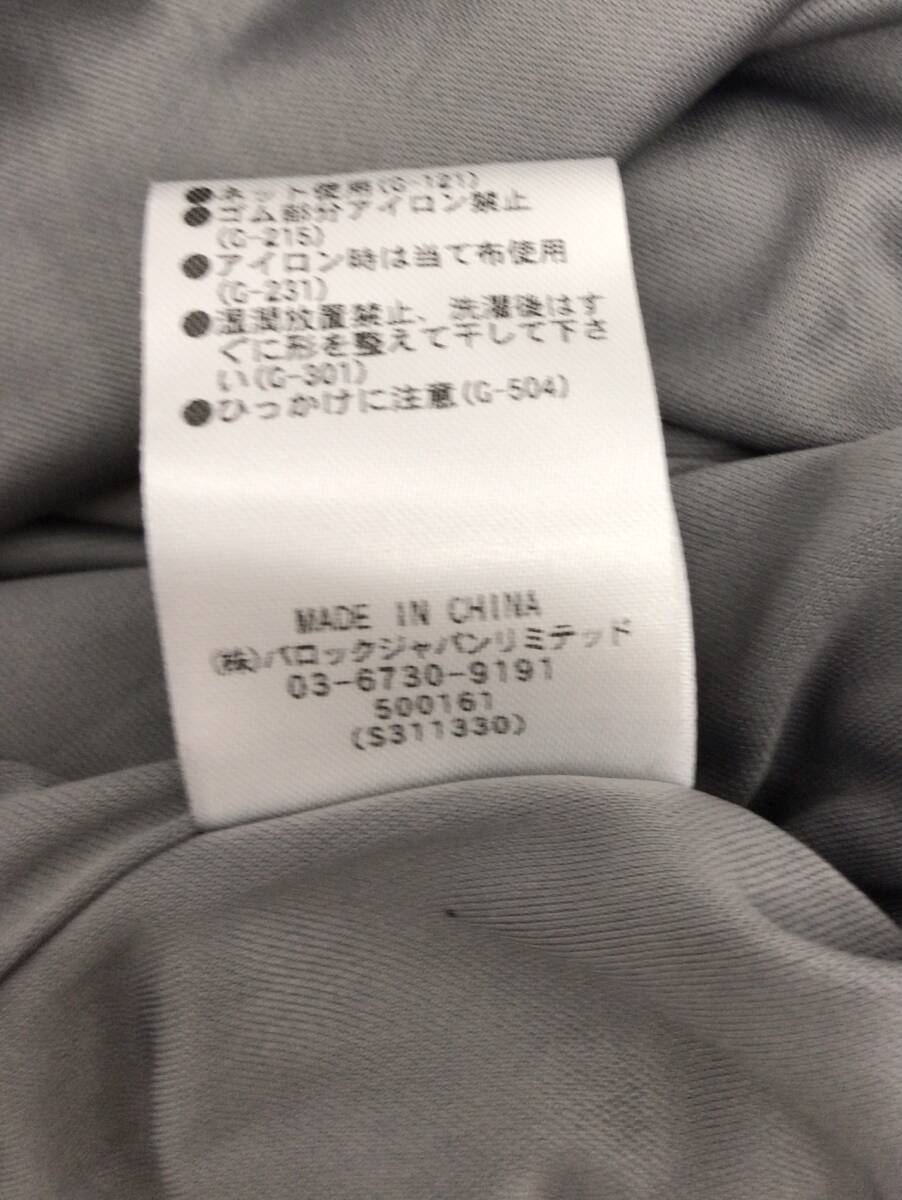 ●ネット使用(G-121)
●ゴム部分アイロン禁止
(G-215)
●アイロン時は当て布使用
(G-231)
●湿潤放置禁止、洗濯後はす
ぐに形を整えて干して下さ
い(G-301)
●ひっかけに注意(G-504)
MADE IN CHINA
(株)バロックジャパンリミテッド
03-6730-9191
500161
(S311330)